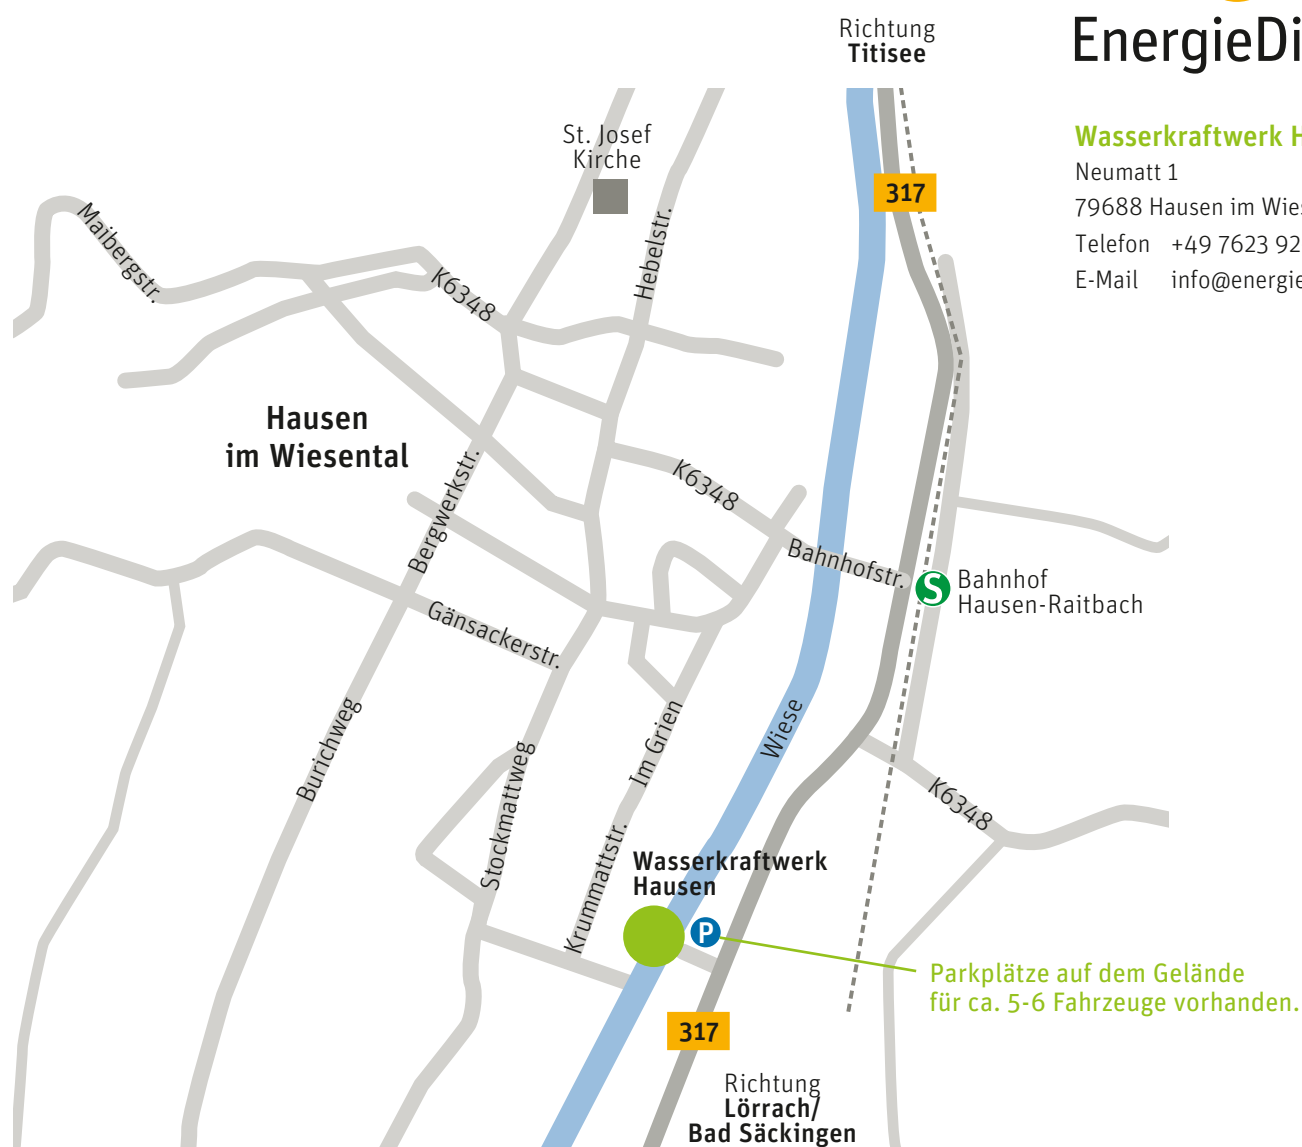 Richtung
Titisee
EnergieDi
Wasserkraftwerk H
Neumatt 1
79688 Hausen im Wies
Telefon +49 7623 92
E-Mail info@energie
St. Josef
Kirche
317
Maibergstr.
Hebelstr.
K6348
Hausen
im Wiesental
K6348
Bergwerkstr.
Bahnhofstr.
S
Bahnhof
Hausen-Raitbach
Gänsackerstr.
Burichweg
Wiese
Im Grien
Stockmattweg
K6348
Krummattstr.
Wasserkraftwerk
Hausen
P
Parkplätze auf dem Gelände
für ca. 5-6 Fahrzeuge vorhanden.
317
Richtung
Lörrach/
Bad Säckingen